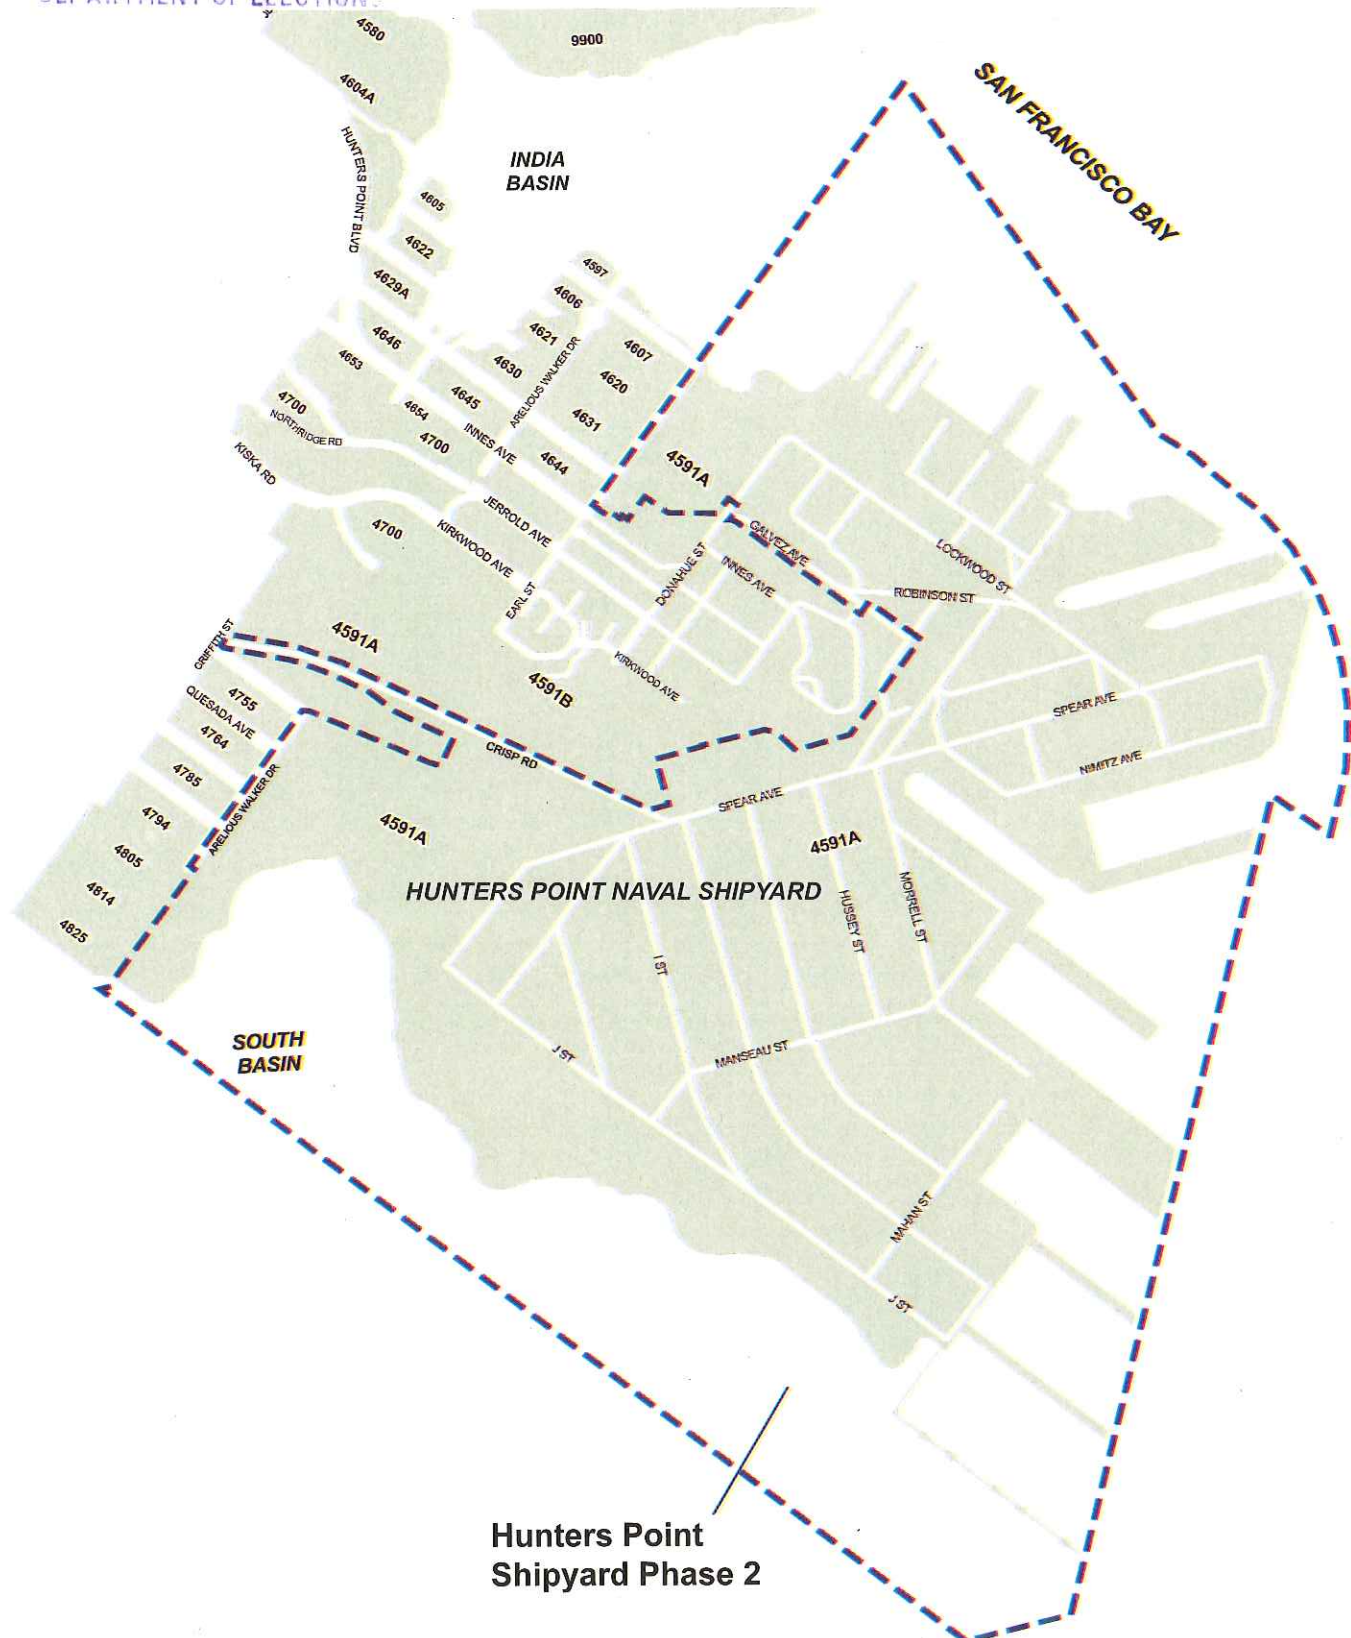 DEPARTMENT OF ELECTIONS
4580
9900
4604A
SAN FRANCISCO BAY
HUNTERS POINT BLVD
INDIA
BASIN
4605
4622
4629A
4597
4606
4621
4630
ARELIOUS WALKER DR
4607
4620
4631
4646
4653
4645
4654
4700
NORTHRIDGE RD
4700
INNES AVE
4644
4591A
KISKA RD
JERROLD AVE
4700
KIRKWOOD AVE
GALVEZ AVE
LOCKWOOD ST
INNES AVE
DONAHUE ST
EARL ST
ROBINSON ST
GRIFFITH ST
4591A
KIRKWOOD AVE
4591B
4755
QUESADA AVE
4764
SPEAR AVE
CRISP RD
NIMITZ AVE
4785
ARELIOUS WALKER DR
SPEAR AVE
4794
4591A
4591A
4805
HUNTERS POINT NAVAL SHIPYARD
4814
HUSSEY ST
MORRELL ST
4825
I ST
SOUTH
BASIN
J ST
MANSEAU ST
MAHAN ST
J ST
Hunters Point
Shipyard Phase 2